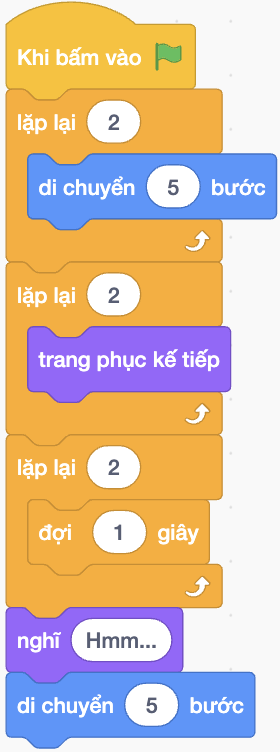 Khi bấm vào
lặp lại 2
di chuyển 5 bước
lặp lại 2
trang phục kế tiếp
lặp lại 2
đợi 1 giây
nghĩ Hmm...
di chuyển 5 bước